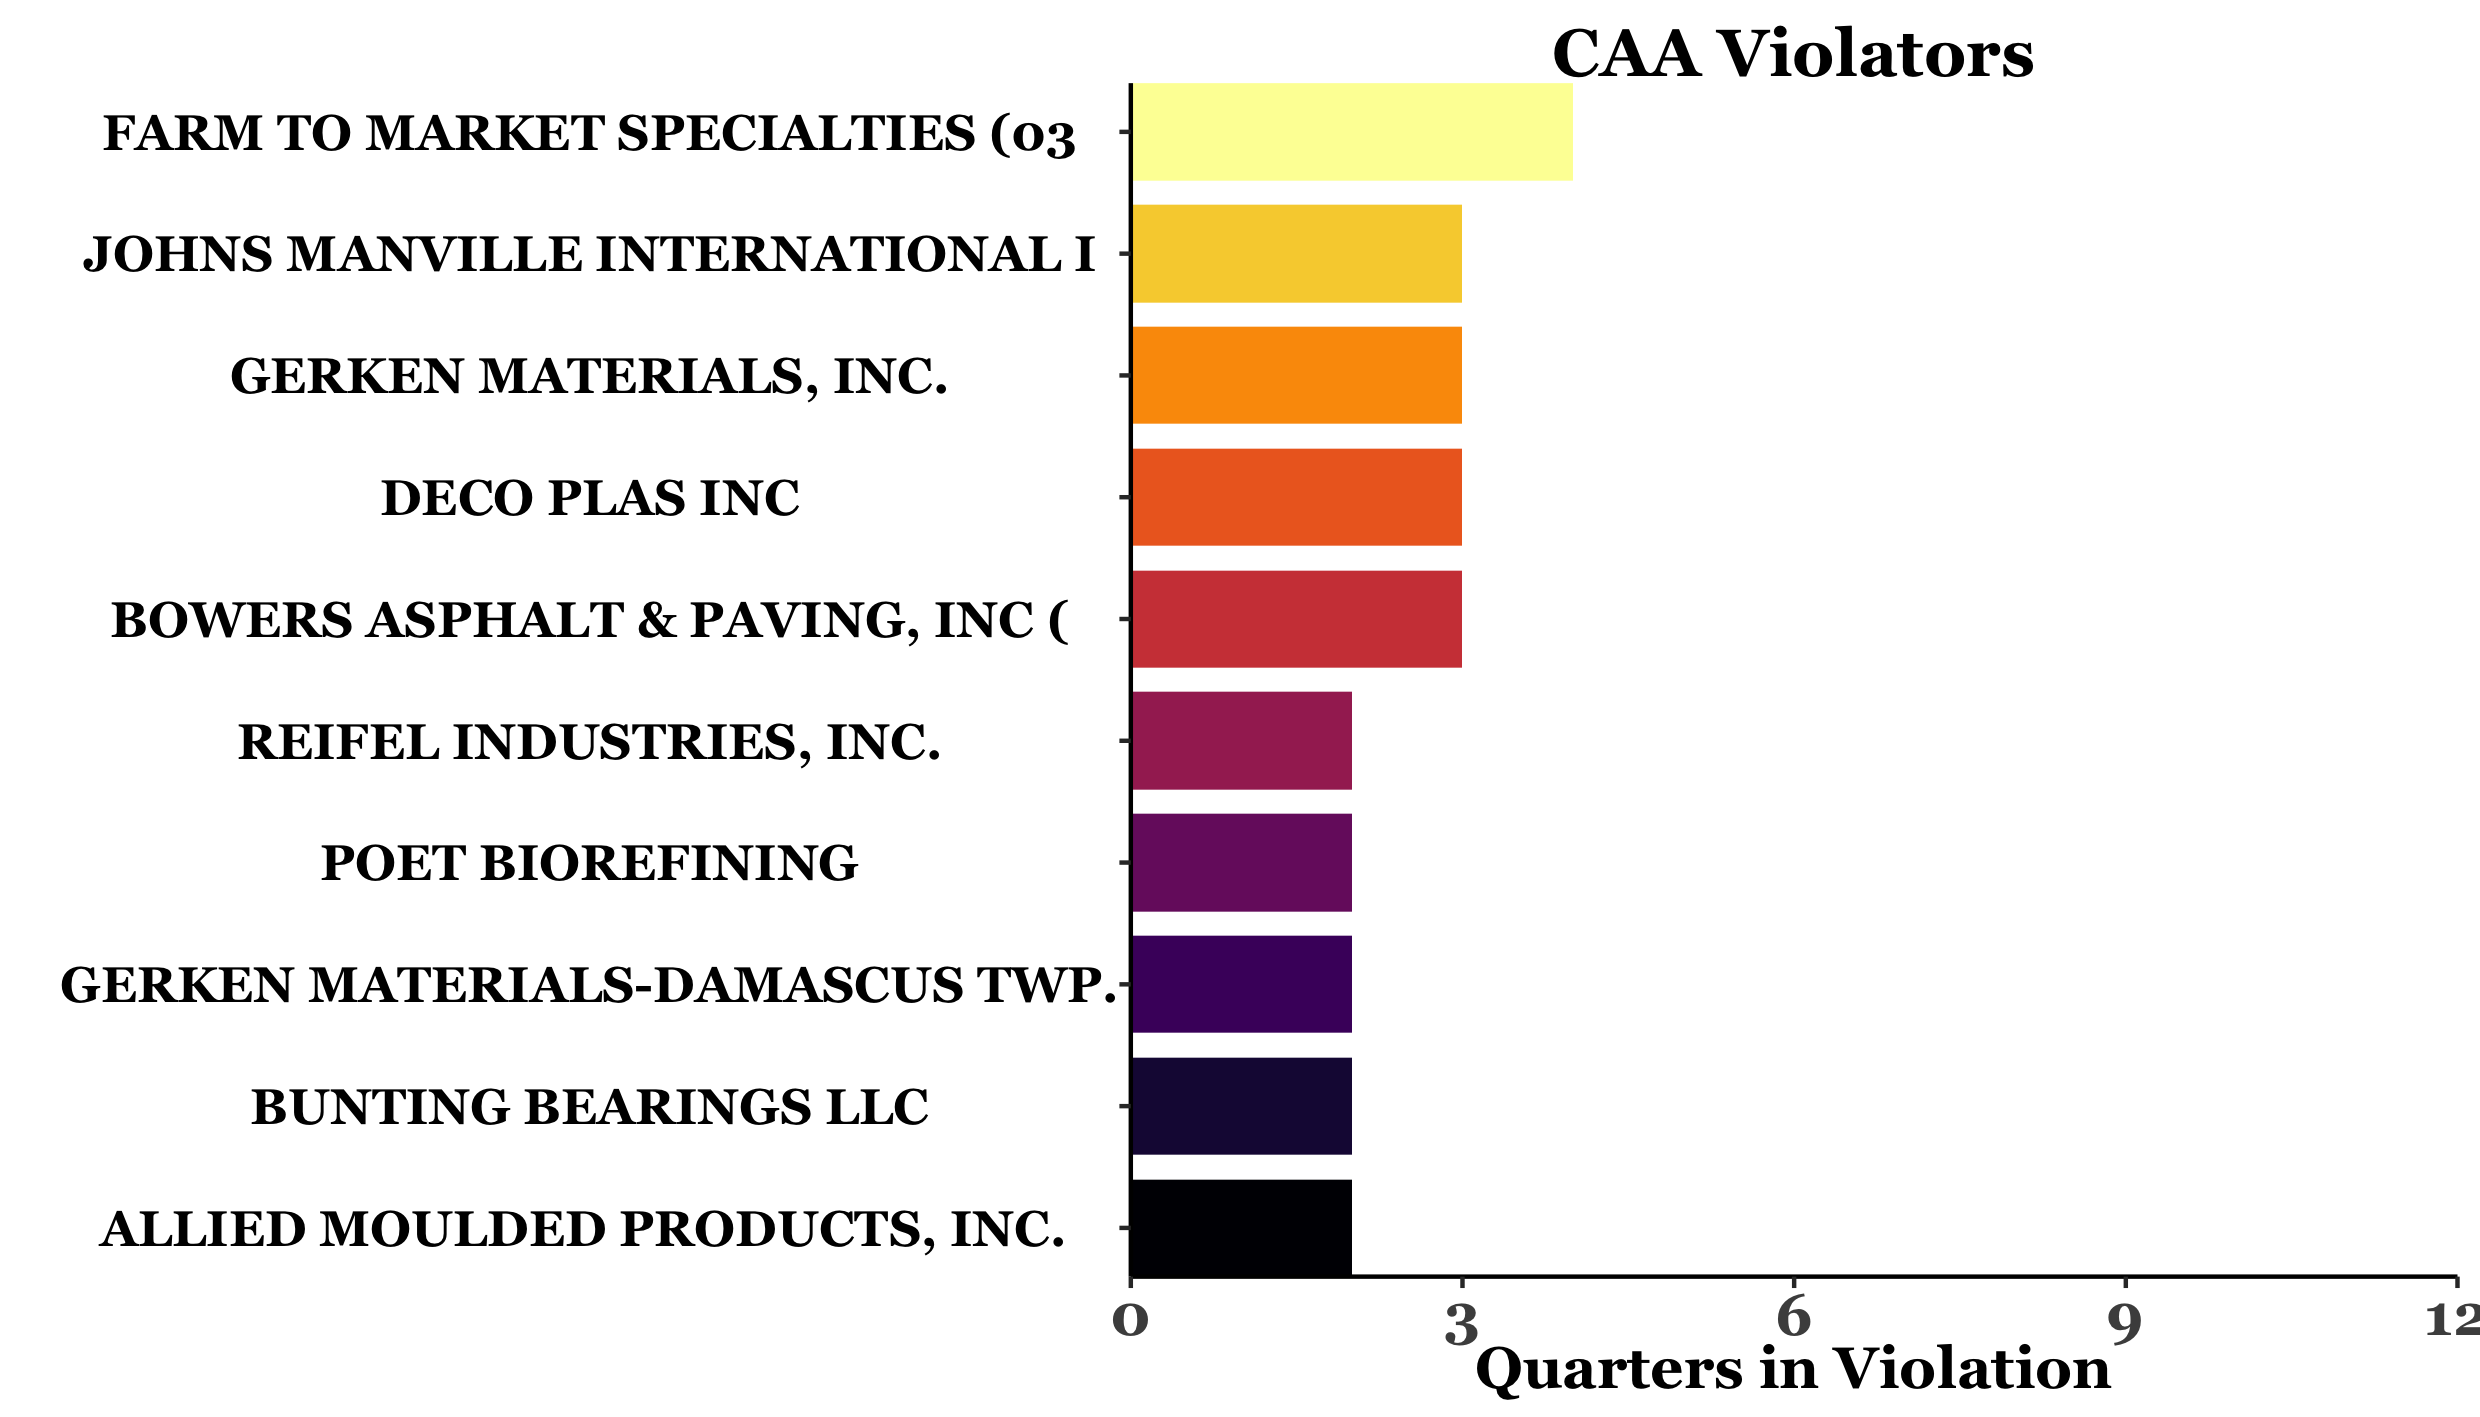 CAA Violators
FARM TO MARKET SPECIALTIES (03
JOHNS MANVILLE INTERNATIONAL I
GERKEN MATERIALS, INC.
DECO PLAS INC
BOWERS ASPHALT & PAVING, INC (
REIFEL INDUSTRIES, INC.
POET BIOREFINING
GERKEN MATERIALS-DAMASCUS TWP.
BUNTING BEARINGS LLC
ALLIED MOULDED PRODUCTS, INC.
0 3 6 9 12
Quarters in Violation